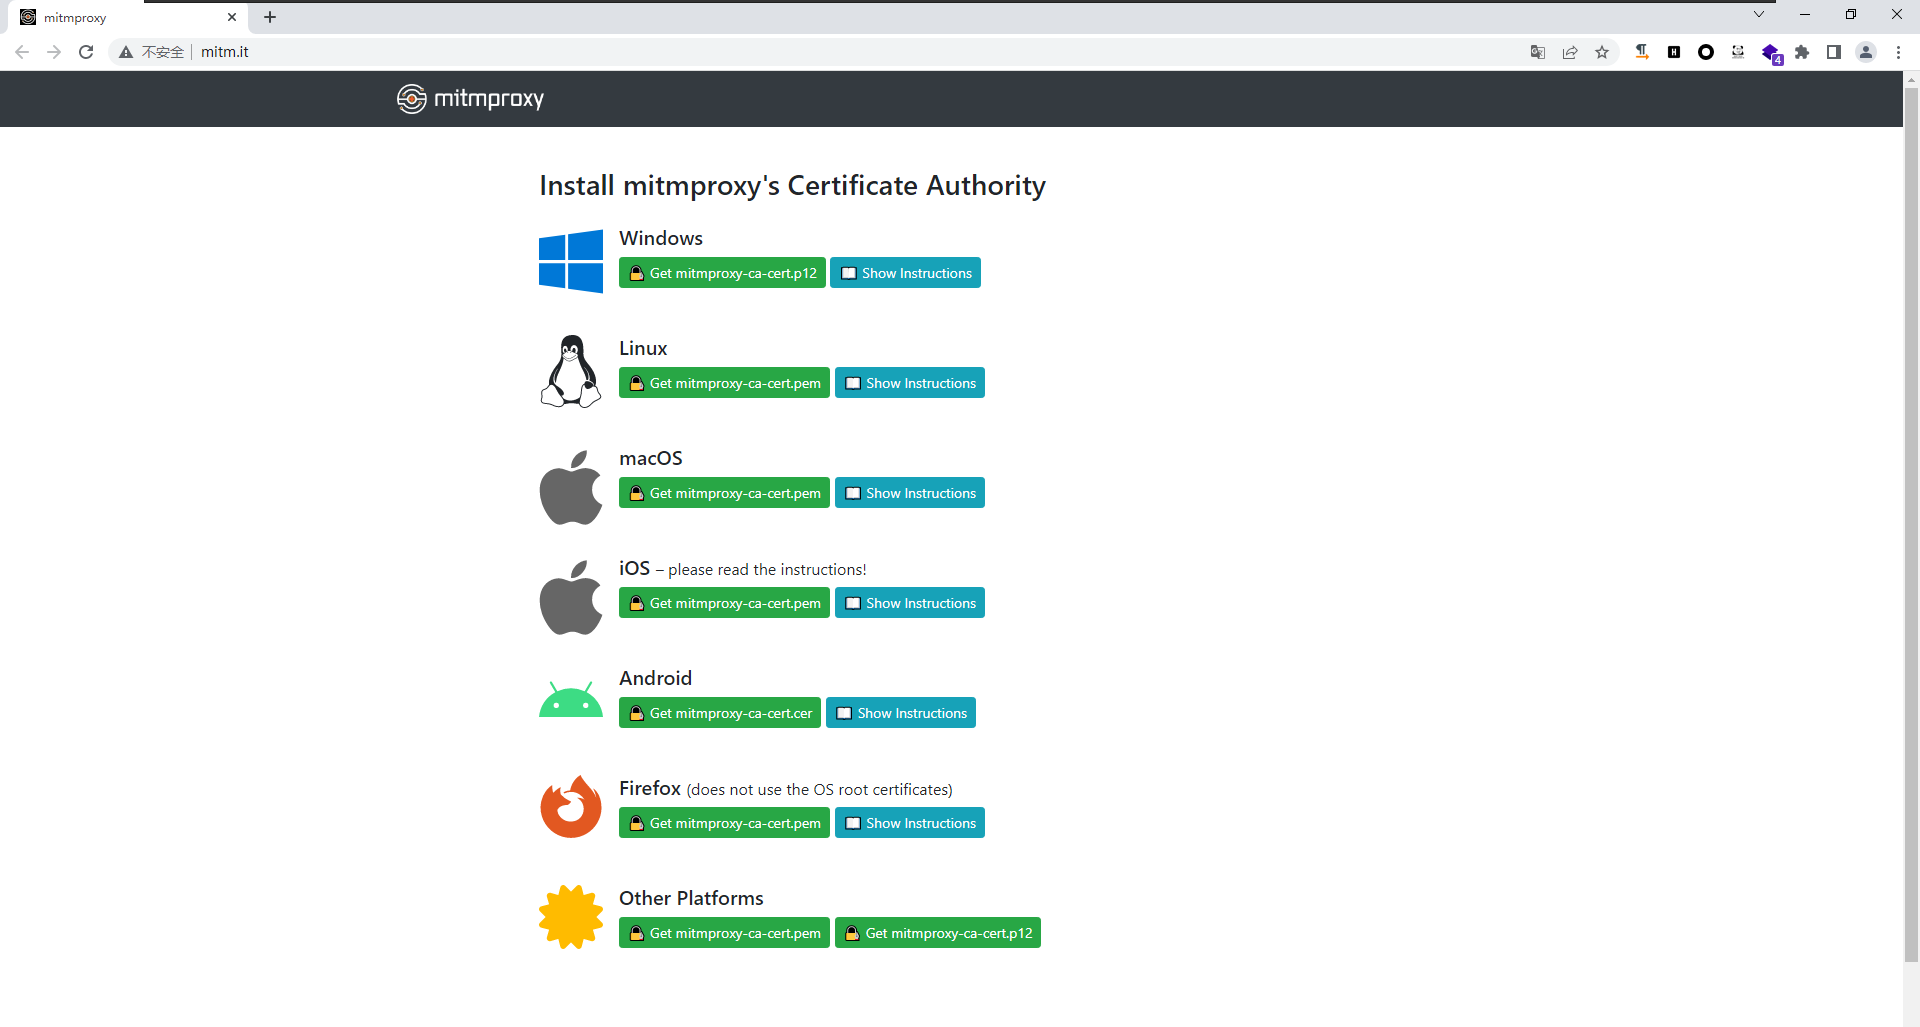 mitmproxy
不安全 mitm.it
4
mitmproxy
Install mitmproxy's Certificate Authority
Windows
Get mitmproxy-ca-cert.p12 Show Instructions
Linux
Get mitmproxy-ca-cert.pem Show Instructions
macOS
Get mitmproxy-ca-cert.pem Show Instructions
iOS – please read the instructions!
Get mitmproxy-ca-cert.pem Show Instructions
Android
Get mitmproxy-ca-cert.cer Show Instructions
Firefox (does not use the OS root certificates)
Get mitmproxy-ca-cert.pem Show Instructions
Other Platforms
Get mitmproxy-ca-cert.pem Get mitmproxy-ca-cert.p12